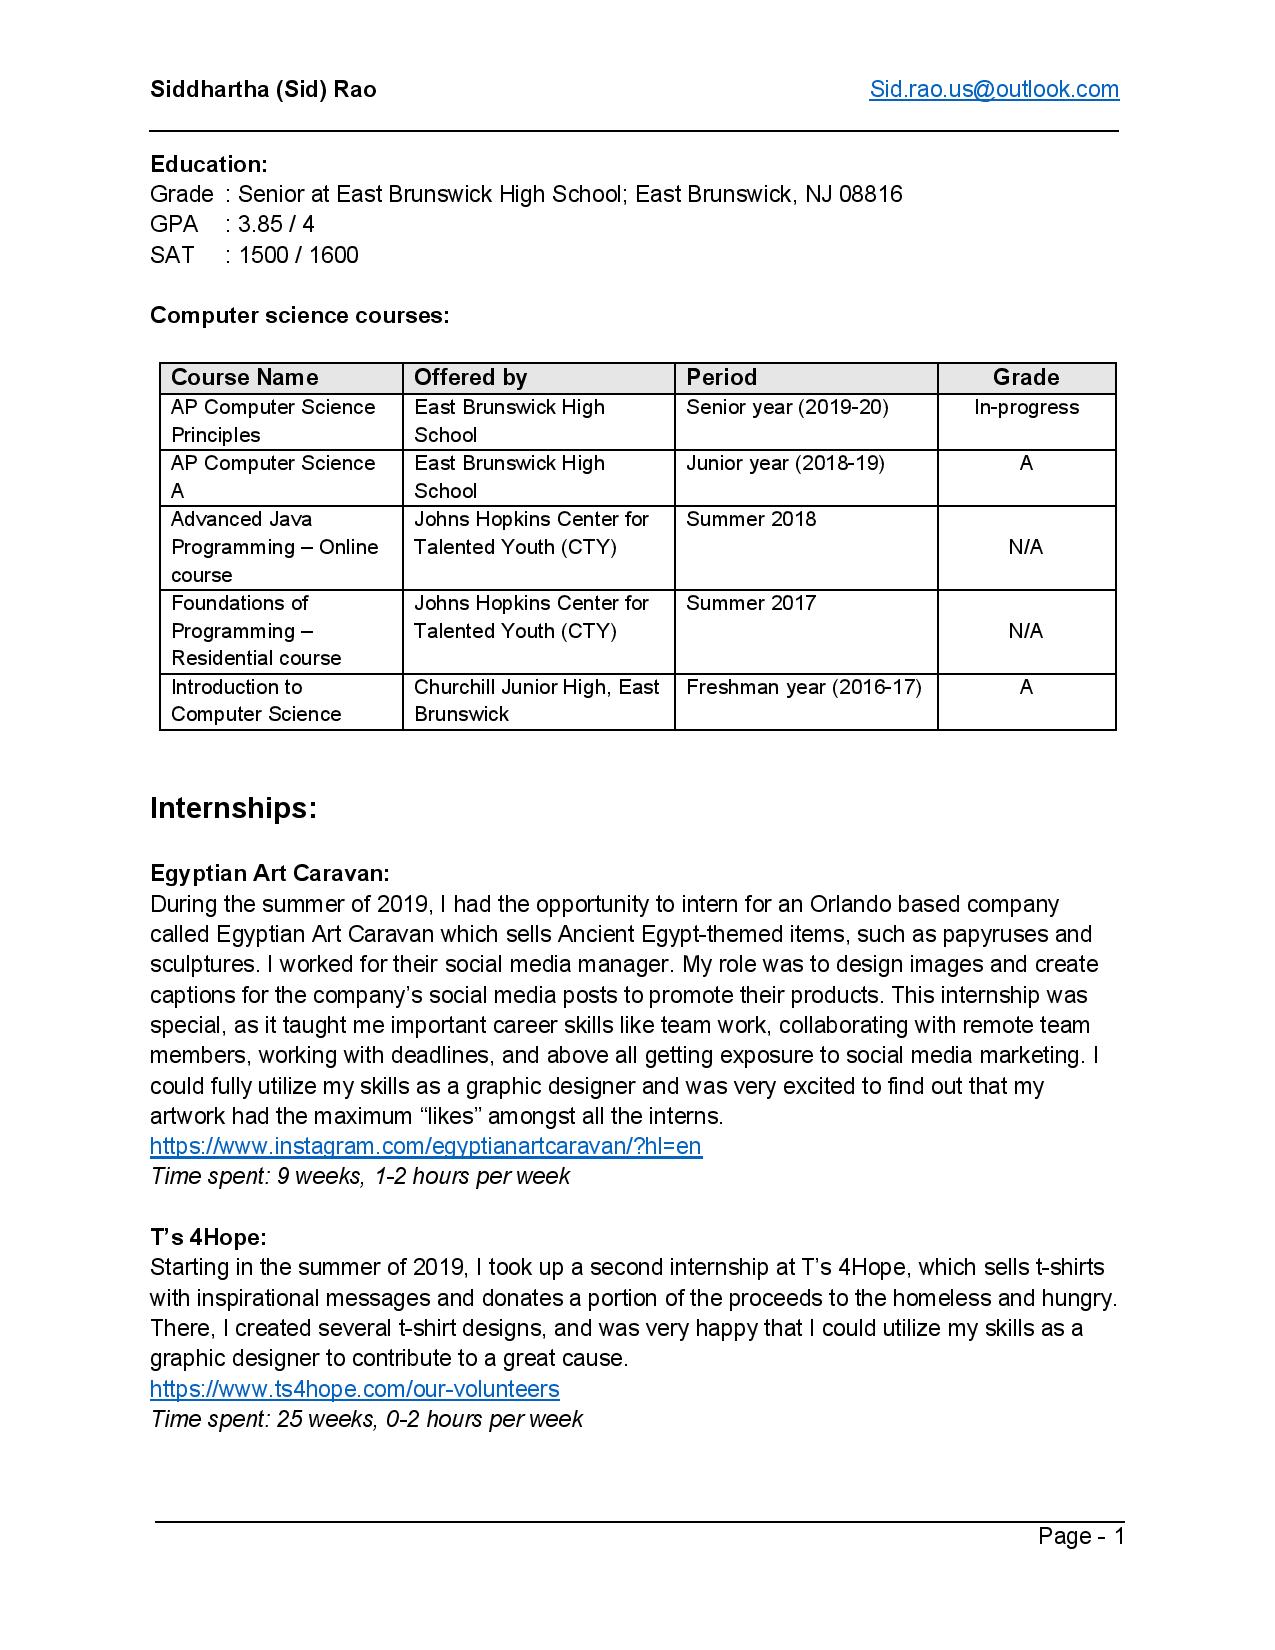 Siddhartha (Sid) Rao Sid.rao.us@outlook.com
Education:
Grade : Senior at East Brunswick High School; East Brunswick, NJ 08816
GPA : 3.85 / 4
SAT : 1500 / 1600
Computer science courses:
Course Name Offered by Period Grade
AP Computer Science East Brunswick High Senior year (2019-20) In-progress
Principles School
AP Computer Science East Brunswick High Junior year (2018-19) A
A School
Advanced Java Johns Hopkins Center for Summer 2018
Programming – Online Talented Youth (CTY) N/A
course
Foundations of Johns Hopkins Center for Summer 2017
Programming – Talented Youth (CTY) N/A
Residential course
Introduction to Churchill Junior High, East Freshman year (2016-17) A
Computer Science Brunswick
Internships:
Egyptian Art Caravan:
During the summer of 2019, I had the opportunity to intern for an Orlando based company
called Egyptian Art Caravan which sells Ancient Egypt-themed items, such as papyruses and
sculptures. I worked for their social media manager. My role was to design images and create
captions for the company’s social media posts to promote their products. This internship was
special, as it taught me important career skills like team work, collaborating with remote team
members, working with deadlines, and above all getting exposure to social media marketing. I
could fully utilize my skills as a graphic designer and was very excited to find out that my
artwork had the maximum “likes” amongst all the interns.
https://www.instagram.com/egyptianartcaravan/?hl=en
Time spent: 9 weeks, 1-2 hours per week
T’s 4Hope:
Starting in the summer of 2019, I took up a second internship at T’s 4Hope, which sells t-shirts
with inspirational messages and donates a portion of the proceeds to the homeless and hungry.
There, I created several t-shirt designs, and was very happy that I could utilize my skills as a
graphic designer to contribute to a great cause.
https://www.ts4hope.com/our-volunteers
Time spent: 25 weeks, 0-2 hours per week
Page - 1